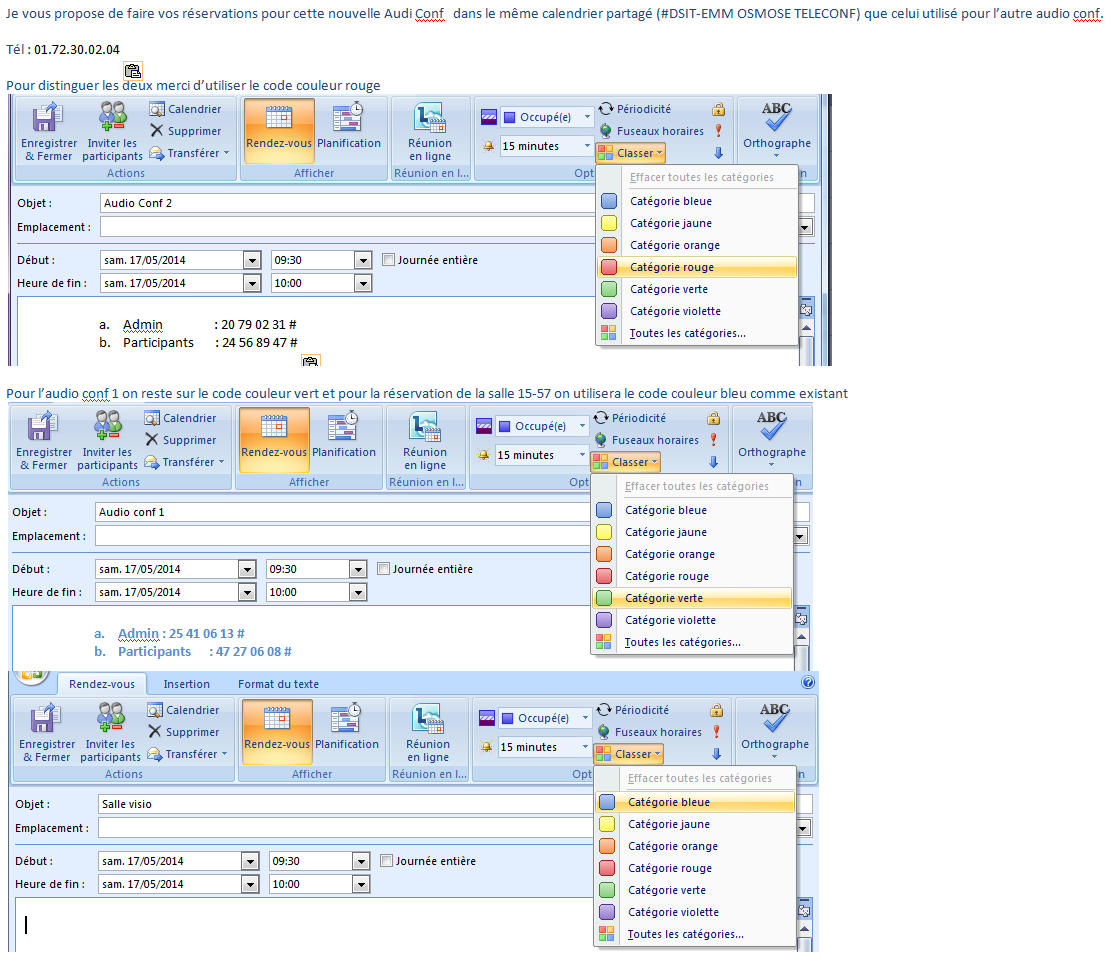 Je vous propose de faire vos réservations pour cette nouvelle Audi Conf dans le même calendrier partagé (#DSIT-EMM OSMOSE TELECONF) que celui utilisé pour l'autre audio conf.
Tél : 01.72.30.02.04
Pour distinguer les deux merci d'utiliser le code couleur rouge
Enregistrer & Fermer
Inviter les participants
Calendrier
Supprimer
Transférer
Actions
Rendez-vous
Planification
Afficher
Réunion en ligne
Réunion en l...
Occupé(e)
15 minutes
Périodicité
Fuseaux horaires
Classer
Opt
ABC
Orthographe
n
Effacer toutes les catégories
Catégorie bleue
Catégorie jaune
Catégorie orange
Catégorie rouge
Catégorie verte
Catégorie violette
Toutes les catégories...
Objet :
Audio Conf 2
Emplacement :
Début :
sam. 17/05/2014
09:30
Journée entière
Heure de fin :
sam. 17/05/2014
10:00
a. Admin : 20 79 02 31 #
b. Participants : 24 56 89 47 #
Pour l'audio conf 1 on reste sur le code couleur vert et pour la réservation de la salle 15-57 on utilisera le code couleur bleu comme existant
Enregistrer & Fermer
Inviter les participants
Calendrier
Supprimer
Transférer
Actions
Rendez-vous
Planification
Afficher
Réunion en ligne
Réunion en l...
Occupé(e)
15 minutes
Périodicité
Fuseaux horaires
Classer
Opt
ABC
Orthographe
n
Effacer toutes les catégories
Catégorie bleue
Catégorie jaune
Catégorie orange
Catégorie rouge
Catégorie verte
Catégorie violette
Toutes les catégories...
Objet :
Audio conf 1
Emplacement :
Début :
sam. 17/05/2014
09:30
Journée entière
Heure de fin :
sam. 17/05/2014
10:00
a. Admin : 25 41 06 13 #
b. Participants : 47 27 06 08 #
Rendez-vous
Insertion
Format du texte
Enregistrer & Fermer
Inviter les participants
Calendrier
Supprimer
Transférer
Actions
Rendez-vous
Planification
Afficher
Réunion en ligne
Réunion en l...
Occupé(e)
15 minutes
Périodicité
Fuseaux horaires
Classer
Opt
ABC
Orthographe
n
Effacer toutes les catégories
Catégorie bleue
Catégorie jaune
Catégorie orange
Catégorie rouge
Catégorie verte
Catégorie violette
Toutes les catégories...
Objet :
Salle visio
Emplacement :
Début :
sam. 17/05/2014
09:30
Journée entière
Heure de fin :
sam. 17/05/2014
10:00